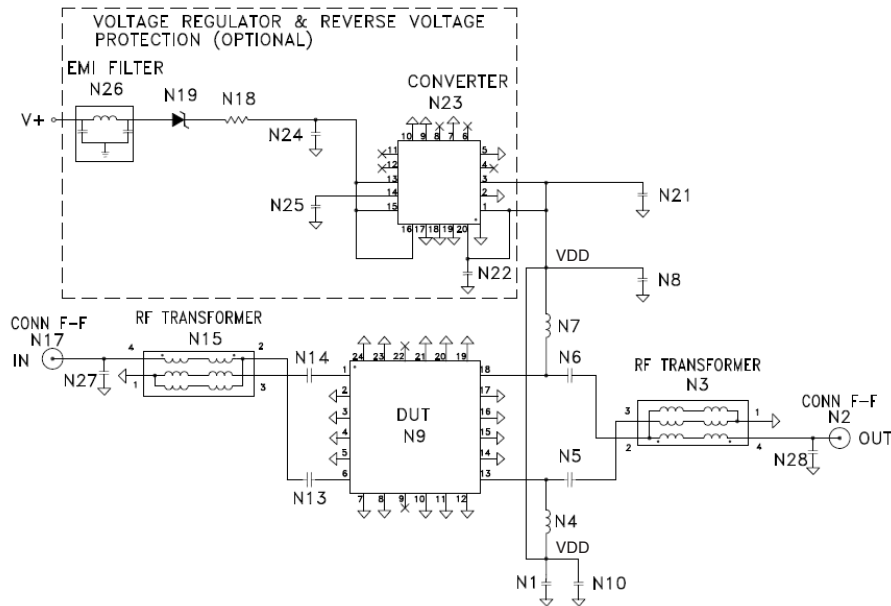 VOLTAGE REGULATOR & REVERSE VOLTAGE
PROTECTION (OPTIONAL)
EMI FILTER
N26
N19
N18
CONVERTER
N23
V+
N24
10 9 8 7 6
11
12
13
14
15
5
4
3
2
1
16 17 18 19 20
N25
N21
N22
VDD
N8
CONN F-F
N17
IN
RF TRANSFORMER
N15
4
2
1
3
N27
N14
N13
24 23 22 21 20 19
1
2
3
4
5
6
DUT
N9
18
17
16
15
14
13
7 8 9 10 11 12
N7
N6
N5
N4
VDD
N1
N10
RF TRANSFORMER
N3
3
1
2
4
CONN F-F
N2
OUT
N28